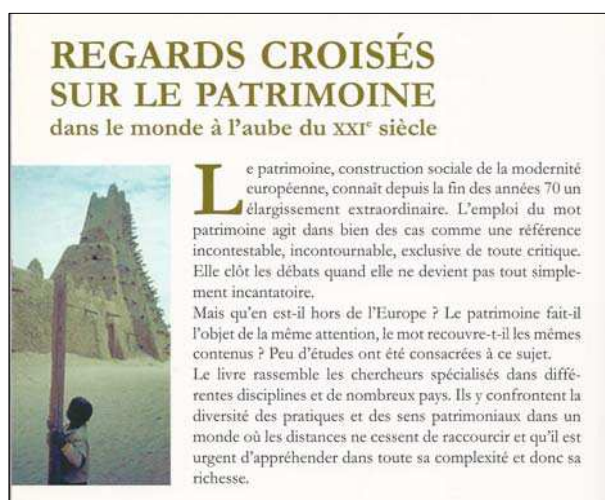 REGARDS CROISÉS
SUR LE PATRIMOINE
dans le monde à l'aube du XXIe siècle
Le patrimoine, construction sociale de la modernité
européenne, connaît depuis la fin des années 70 un
élargissement extraordinaire. L'emploi du mot
patrimoine agit dans bien des cas comme une référence
incontestable, incontournable, exclusive de toute critique.
Elle clôt les débats quand elle ne devient pas tout simple-
ment incantatoire.
Mais qu'en est-il hors de l'Europe ? Le patrimoine fait-il
l'objet de la même attention, le mot recouvre-t-il les mêmes
contenus ? Peu d'études ont été consacrées à ce sujet.
Le livre rassemble les chercheurs spécialisés dans diffé-
rentes disciplines et de nombreux pays. Ils y confrontent la
diversité des pratiques et des sens patrimoniaux dans un
monde où les distances ne cessent de raccourcir et qu'il est
urgent d'appréhender dans toute sa complexité et donc sa
richesse.